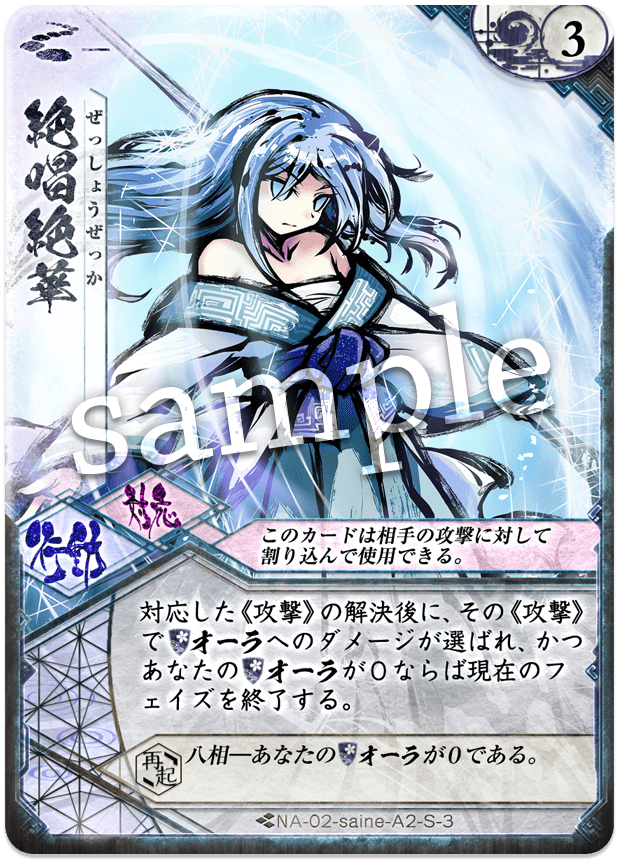 3
絶唱絶華
ぜっしょうぜっか
sample
対応
行動
このカードは相手の攻撃に対して
割り込んで使用できる。
対応した《攻撃》の解決後に、その《攻撃》
でオーラへのダメージが選ばれ、かつ
あなたのオーラが0ならば現在のフ
ェイズを終了する。
再起
八相─あなたのオーラが0である。
NA-02-saine-A2-S-3